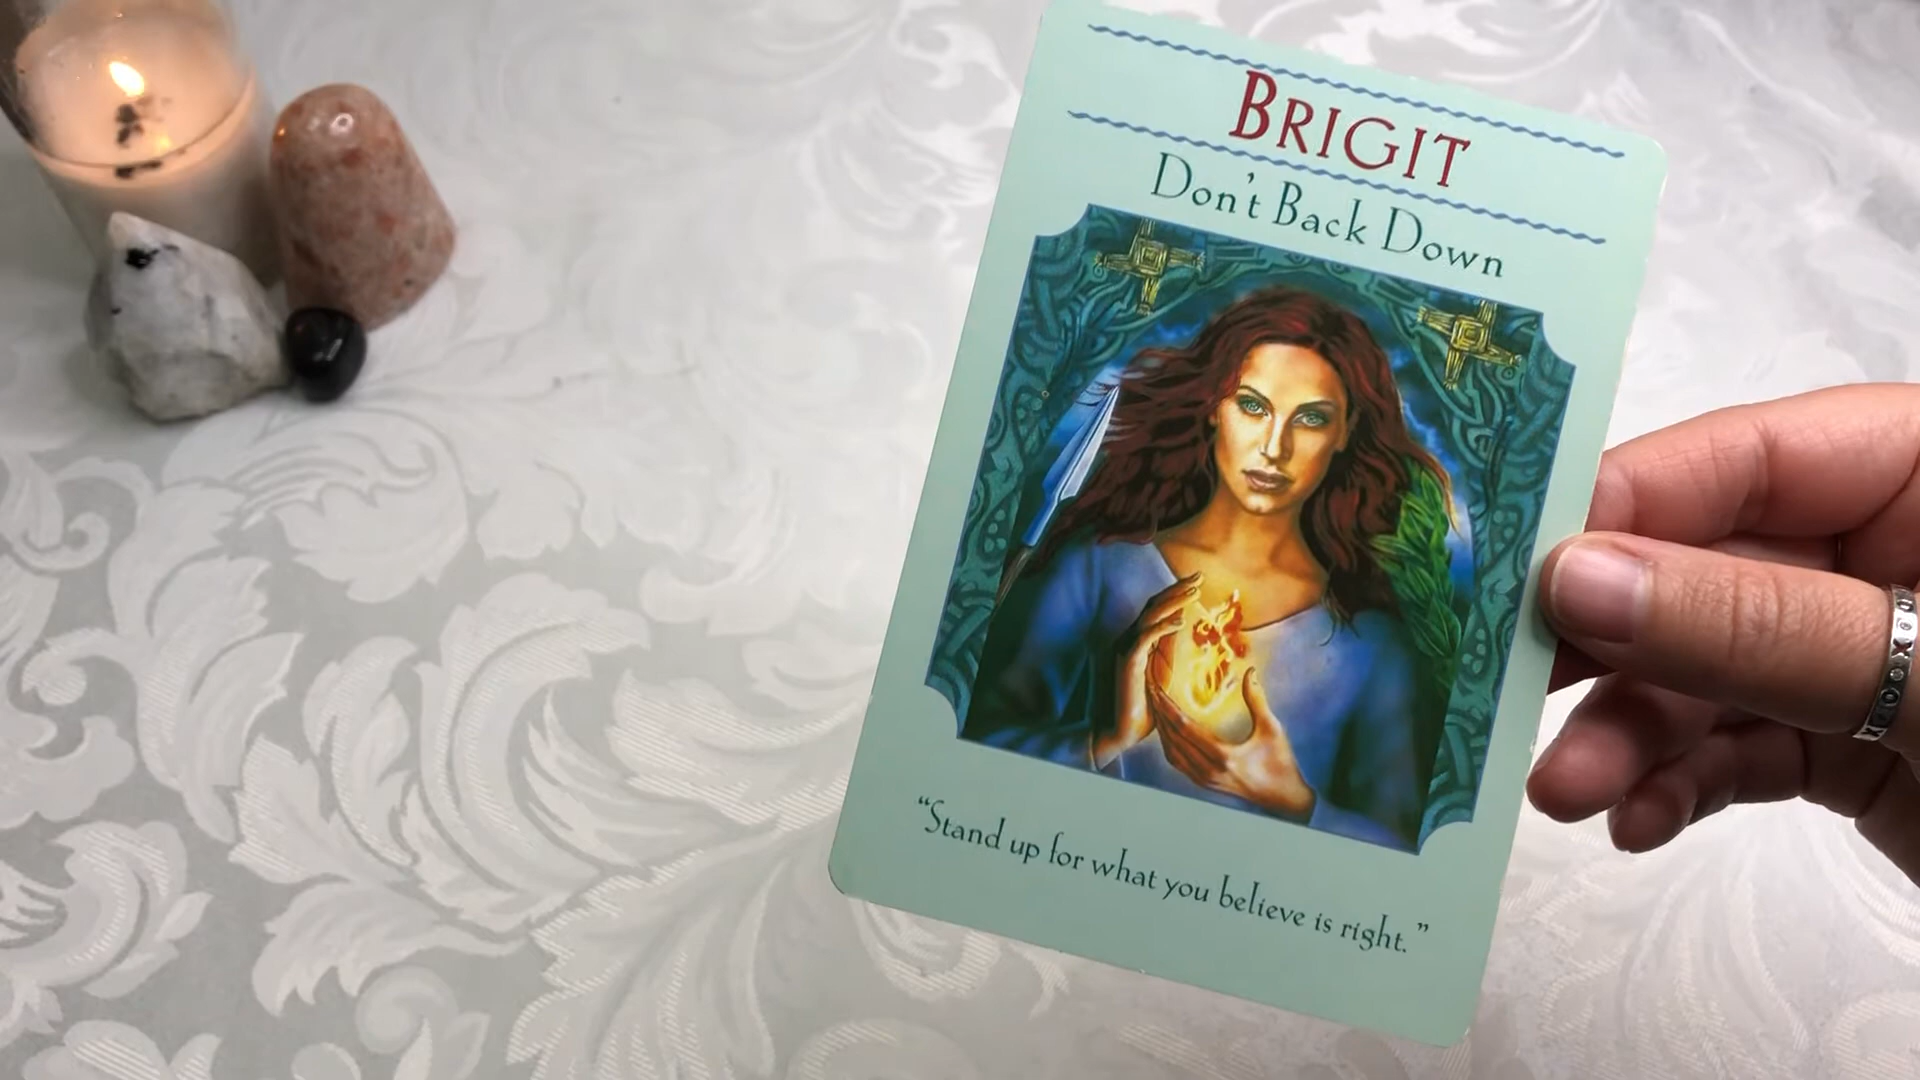 BRIGIT
Don't Back Down
“Stand up for what you believe is right.”